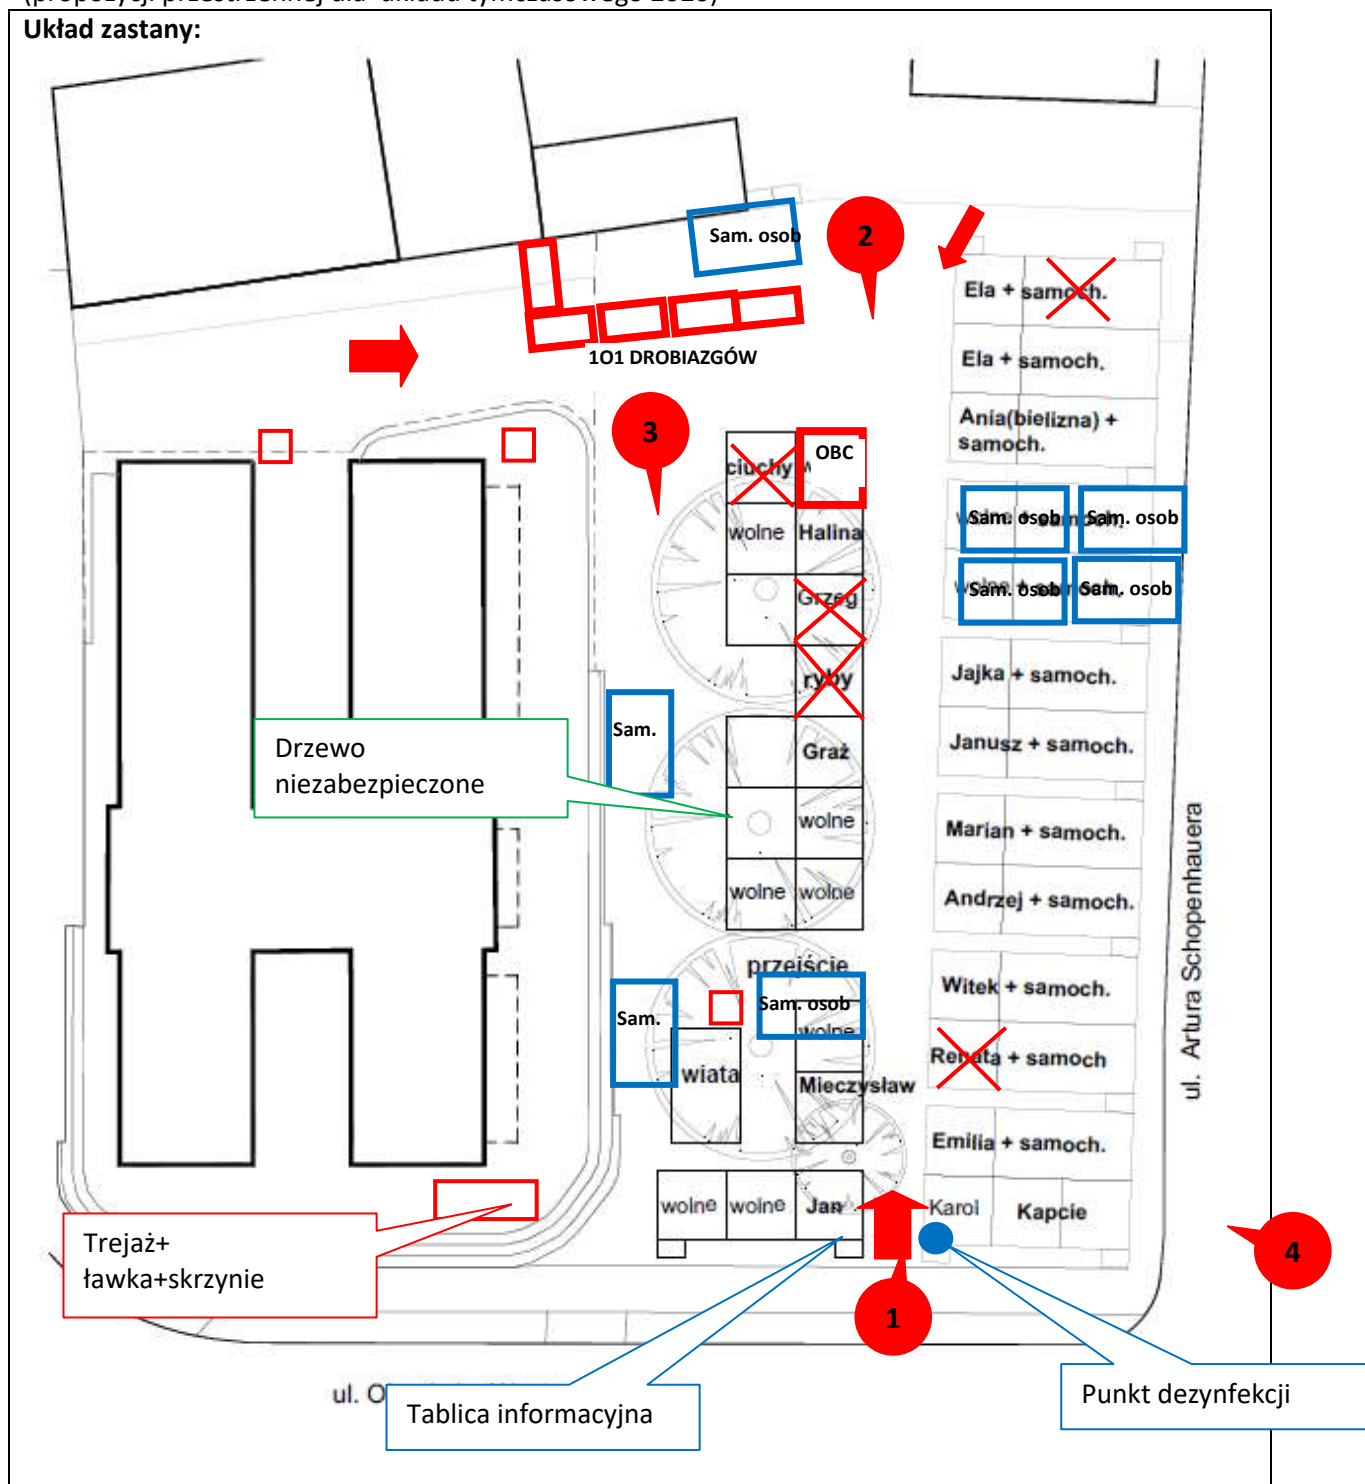 Układ zastany:
Sam. osob
2
Ela + samoch.
1O1 DROBIAZGÓW
Ela + samoch.
3
Ania(bielizna) +
samoch.
OBC
ciuchy
wolne
Halina
Sam. osob
Sam. osob
Grzeg
Sam. osob
Sam. osob
ryby
Jajka + samoch.
Sam.
Drzewo
niezabezpieczone
Graż
Janusz + samoch.
wolne
Marian + samoch.
wolne
wolne
Andrzej + samoch.
ul. Artura Schopenhauera
przejście
Witek + samoch.
Sam.
Sam. osob
wolne
wiata
Renata + samoch
Mieczysław
Emilia + samoch.
wolne
wolne
Jan
Karol
Kapcie
Trejaż+
ławka+skrzynie
4
1
ul. O
Tablica informacyjna
Punkt dezynfekcji